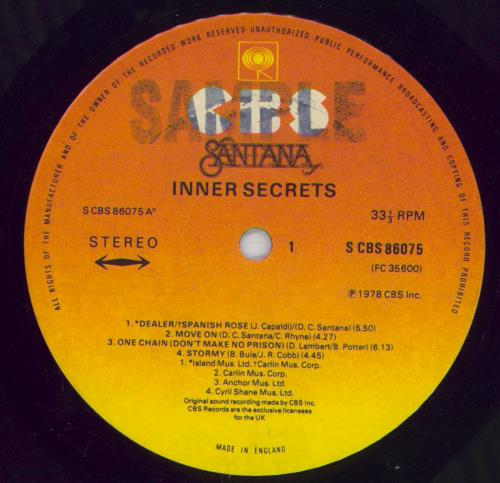 ALL RIGHTS OF THE MANUFACTURER AND OF THE OWNER OF THE RECORDED WORK RESERVED UNAUTHORIZED PUBLIC PERFORMANCE BROADCASTING AND COPYING OF THIS RECORD PROHIBITED
SAMPLE
CBS
SANTANA
INNER SECRETS
S CBS 86075 A°
33⅓ RPM
STEREO
1
S CBS 86075
(FC 35600)
℗ 1978 CBS Inc.
1. *DEALER/†SPANISH ROSE (J. Capaldi)/(D. C. Santana) (5.50)
2. MOVE ON (D. C. Santana/C. Rhyne) (4.27)
3. ONE CHAIN (DON'T MAKE NO PRISON) (D. Lambert/B. Potter) (6.13)
4. STORMY (B. Buie/J. R. Cobb) (4.45)
1. *Island Mus. Ltd. †Carlin Mus. Corp.
2. Carlin Mus. Corp.
3. Anchor Mus. Ltd.
4. Cyril Shane Mus. Ltd.
Original sound recording made by CBS Inc.
CBS Records are the exclusive licensees
for the UK
MADE IN ENGLAND